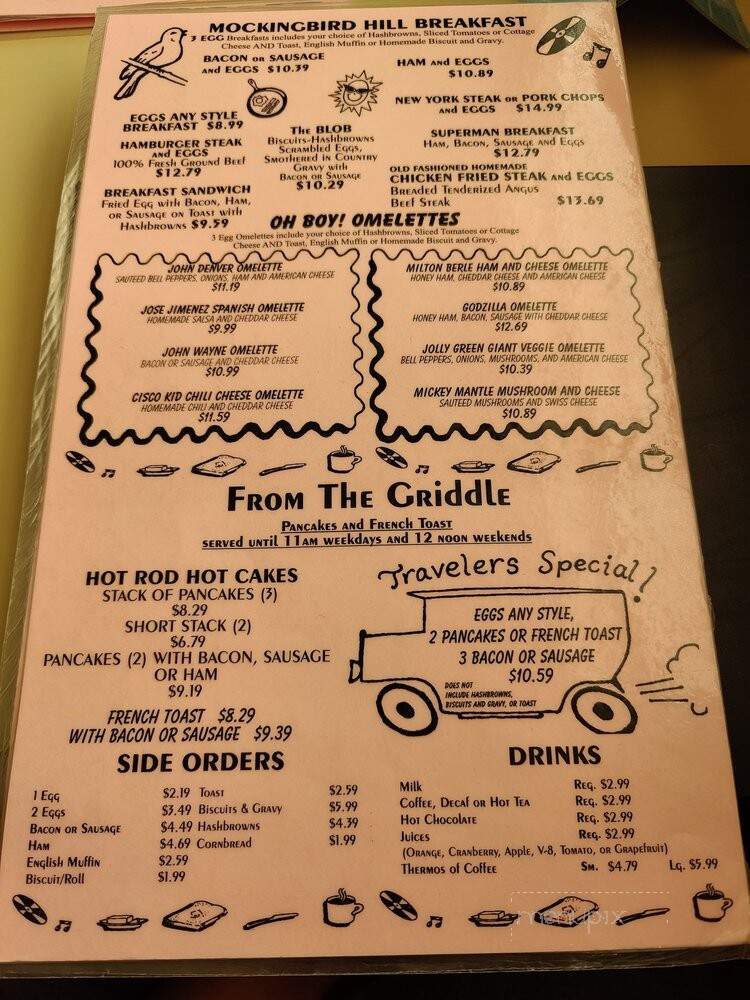 MOCKINGBIRD HILL BREAKFAST
3 EGG Breakfasts includes your choice of Hashbrowns, Sliced Tomatoes or Cottage
Cheese AND Toast, English Muffin or Homemade Biscuit and Gravy.
BACON OR SAUSAGE
AND EGGS $10.39
HAM AND EGGS
$10.89
EGGS ANY STYLE
BREAKFAST $8.99
HAMBURGER STEAK
AND EGGS
100% Fresh Ground Beef
$12.79
BREAKFAST SANDWICH
Fried Egg with Bacon, Ham,
or Sausage on Toast with
Hashbrowns $9.59
The BLOB
Biscuits-Hashbrowns
Scrambled Eggs,
Smothered in Country
Gravy with
Bacon or Sausage
$10.29
NEW YORK STEAK OR PORK CHOPS
AND EGGS $14.99
SUPERMAN BREAKFAST
Ham, Bacon, Sausage and Eggs
$12.79
OLD FASHIONED HOMEMADE
CHICKEN FRIED STEAK AND EGGS
Breaded Tenderized Angus
Beef Steak $13.69
OH BOY! OMELETTES
3 Egg Omelettes include your choice of Hashbrowns, Sliced Tomatoes or Cottage
Cheese AND Toast, English Muffin or Homemade Biscuit and Gravy.
JOHN DENVER OMELETTE
SAUTEED BELL PEPPERS, ONIONS, HAM AND AMERICAN CHEESE
$11.19
JOSE JIMENEZ SPANISH OMELETTE
HOMEMADE SALSA AND CHEDDAR CHEESE
$9.99
JOHN WAYNE OMELETTE
BACON OR SAUSAGE AND CHEDDAR CHEESE
$10.99
CISCO KID CHILI CHEESE OMELETTE
HOMEMADE CHILI AND CHEDDAR CHEESE
$11.59
MILTON BERLE HAM AND CHEESE OMELETTE
HONEY HAM, CHEDDAR CHEESE AND AMERICAN CHEESE
$10.89
GODZILLA OMELETTE
HONEY HAM, BACON, SAUSAGE WITH CHEDDAR CHEESE
$12.69
JOLLY GREEN GIANT VEGGIE OMELETTE
BELL PEPPERS, ONIONS, MUSHROOMS, AND AMERICAN CHEESE
$10.39
MICKEY MANTLE MUSHROOM AND CHEESE
SAUTEED MUSHROOMS AND SWISS CHEESE
$10.89
FROM THE GRIDDLE
Pancakes and French Toast
SERVED UNTIL 11AM WEEKDAYS AND 12 NOON WEEKENDS
HOT ROD HOT CAKES
STACK OF PANCAKES (3)
$8.29
SHORT STACK (2)
$6.79
PANCAKES (2) WITH BACON, SAUSAGE
OR HAM
$9.19
FRENCH TOAST $8.29
WITH BACON OR SAUSAGE $9.39
Travelers Special!
EGGS ANY STYLE,
2 PANCAKES OR FRENCH TOAST
3 BACON OR SAUSAGE
$10.59
DOES NOT
INCLUDE HASHBROWNS,
BISCUITS AND GRAVY, OR TOAST
SIDE ORDERS
1 Egg $2.19 Toast $2.59
2 Eggs $3.49 Biscuits & Gravy $5.99
Bacon or Sausage $4.49 Hashbrowns $4.39
Ham $4.69 Cornbread $1.99
English Muffin $2.59
Biscuit/Roll $1.99
DRINKS
Milk Reg. $2.99
Coffee, Decaf or Hot Tea Reg. $2.99
Hot Chocolate Reg. $2.99
Juices Reg. $2.99
(Orange, Cranberry, Apple, V-8, Tomato, or Grapefruit)
Thermos of Coffee Sm. $4.79 Lg. $5.99
menupix